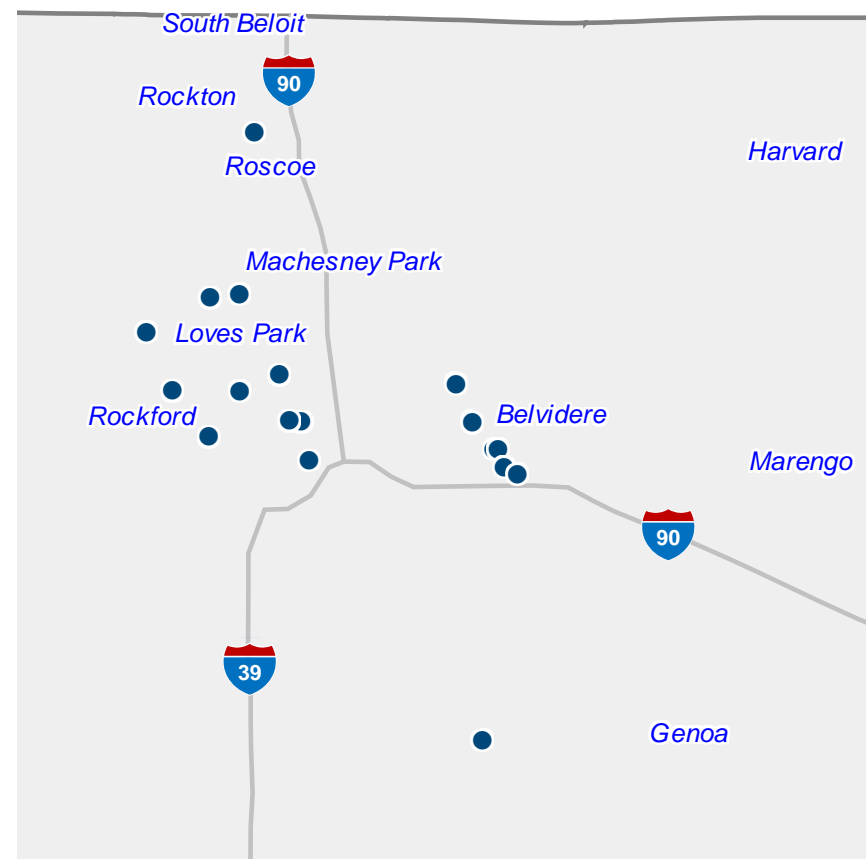 South Beloit
90
Rockton
Harvard
Roscoe
Machesney Park
Loves Park
Rockford
Belvidere
Marengo
90
39
Genoa